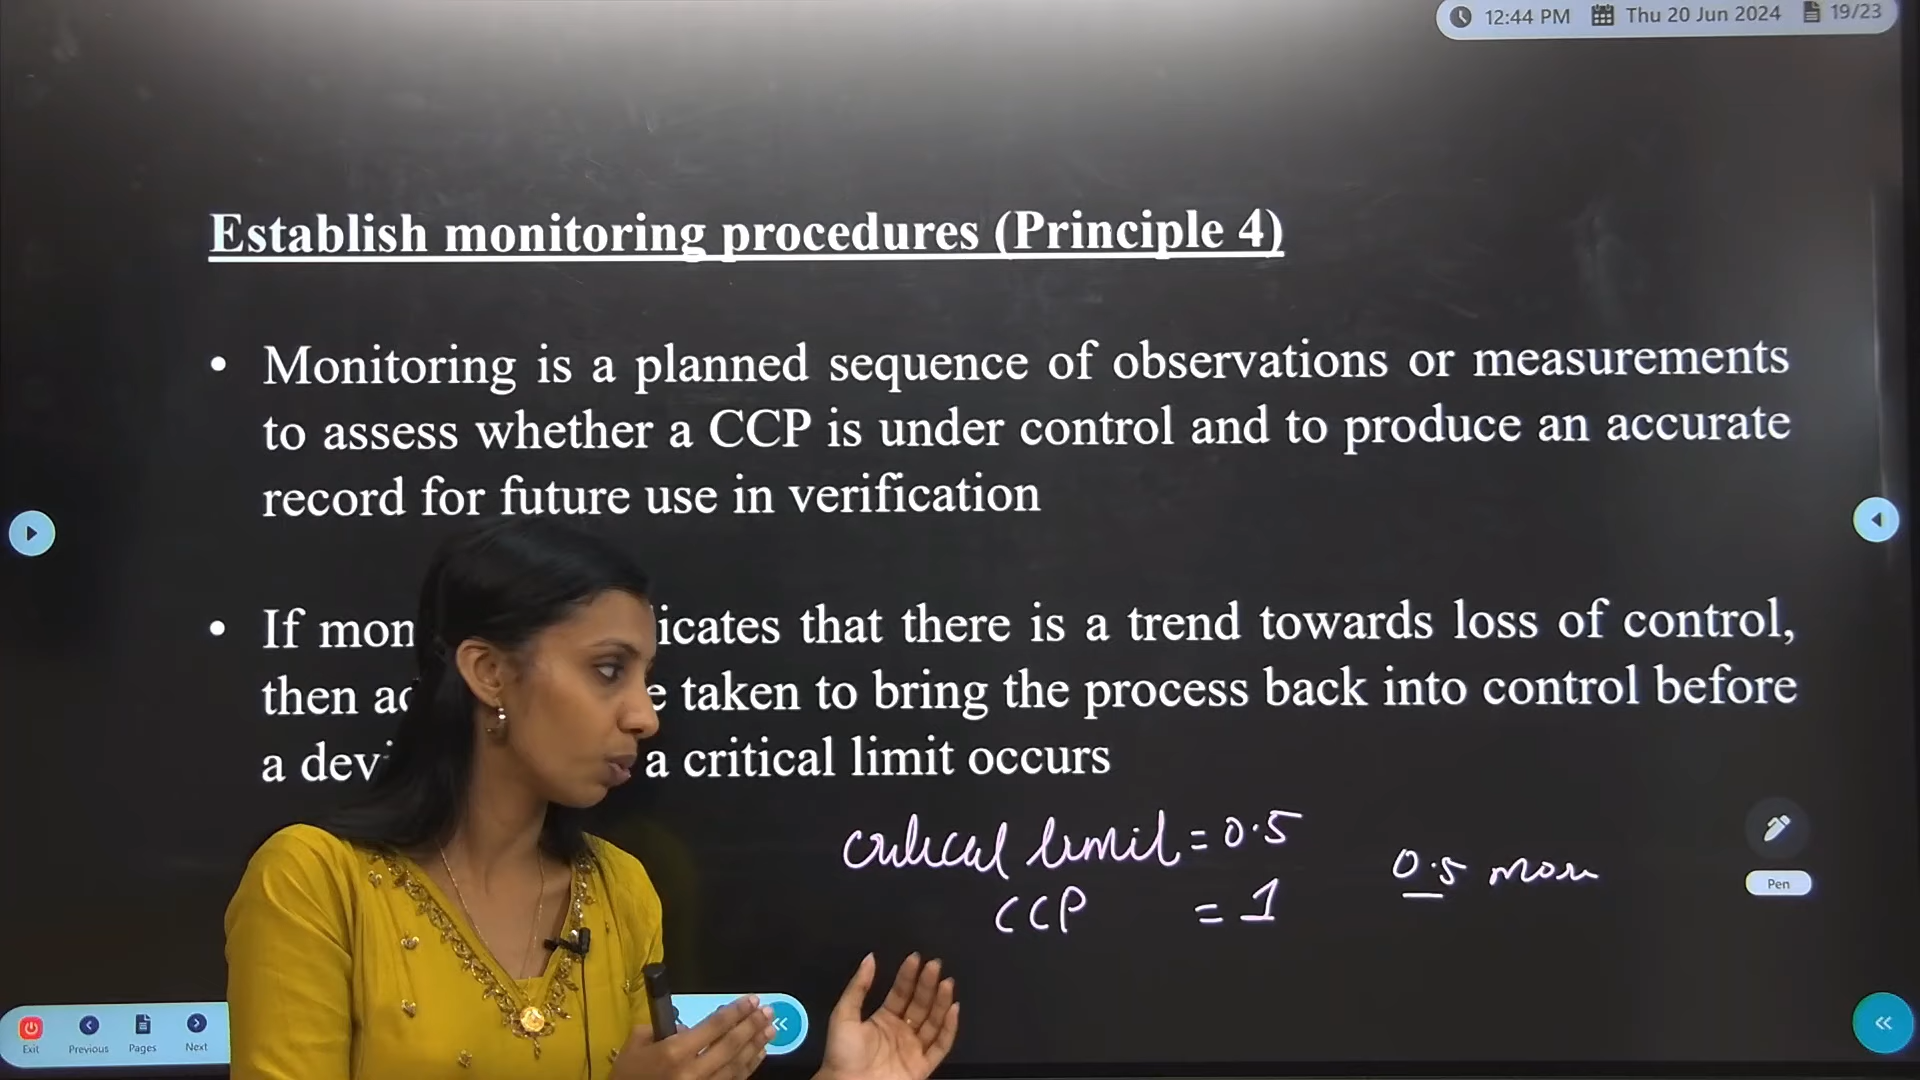 12:44 PM Thu 20 Jun 2024 19/23
Establish monitoring procedures (Principle 4)
• Monitoring is a planned sequence of observations or measurements
to assess whether a CCP is under control and to produce an accurate
record for future use in verification
• If mon icates that there is a trend towards loss of control,
then ac e taken to bring the process back into control before
a devi a critical limit occurs
critical limit = 0.5
0.5 more
CCP = 1
Pen
Exit Previous Pages Next